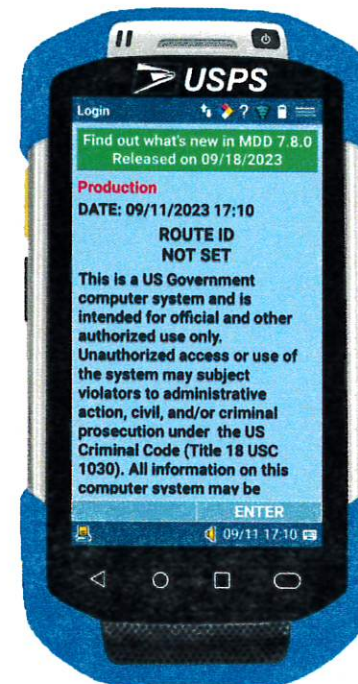 USPS
Login
?
Find out what's new in MDD 7.8.0
Released on 09/18/2023
Production
DATE: 09/11/2023 17:10
ROUTE ID
NOT SET
This is a US Government
computer system and is
intended for official and other
authorized use only.
Unauthorized access or use of
the system may subject
violators to administrative
action, civil, and/or criminal
prosecution under the US
Criminal Code (Title 18 USC
1030). All information on this
computer system may be
ENTER
09/11 17:10